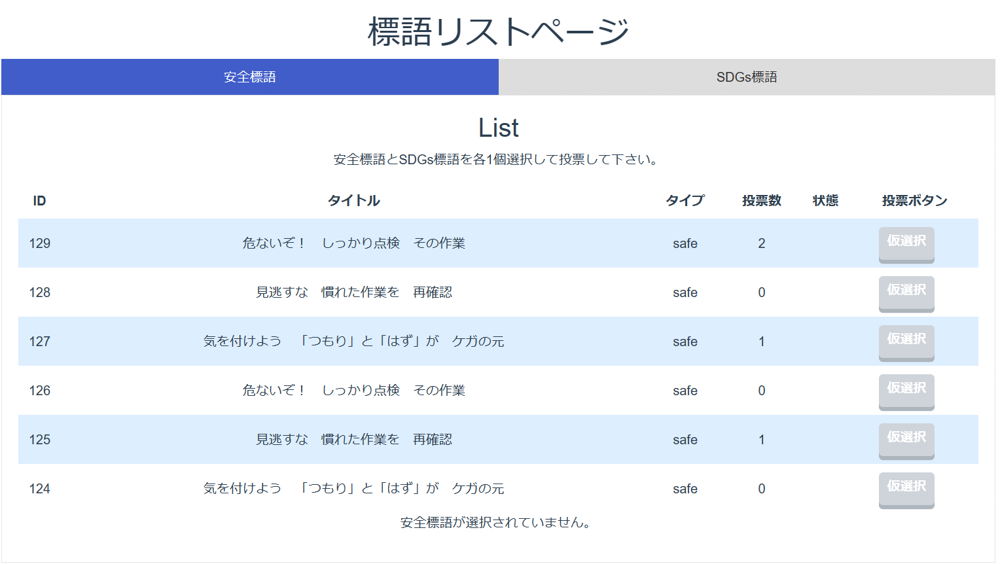 標語リストページ
安全標語 SDGs標語
List
安全標語とSDGs標語を各1個選択して投票して下さい。
ID タイトル タイプ 投票数 状態 投票ボタン
129 危ないぞ！　しっかり点検　その作業 safe 2 仮選択
128 見逃すな　慣れた作業を　再確認 safe 0 仮選択
127 気を付けよう　「つもり」と「はず」が　ケガの元 safe 1 仮選択
126 危ないぞ！　しっかり点検　その作業 safe 0 仮選択
125 見逃すな　慣れた作業を　再確認 safe 1 仮選択
124 気を付けよう　「つもり」と「はず」が　ケガの元 safe 0 仮選択
安全標語が選択されていません。